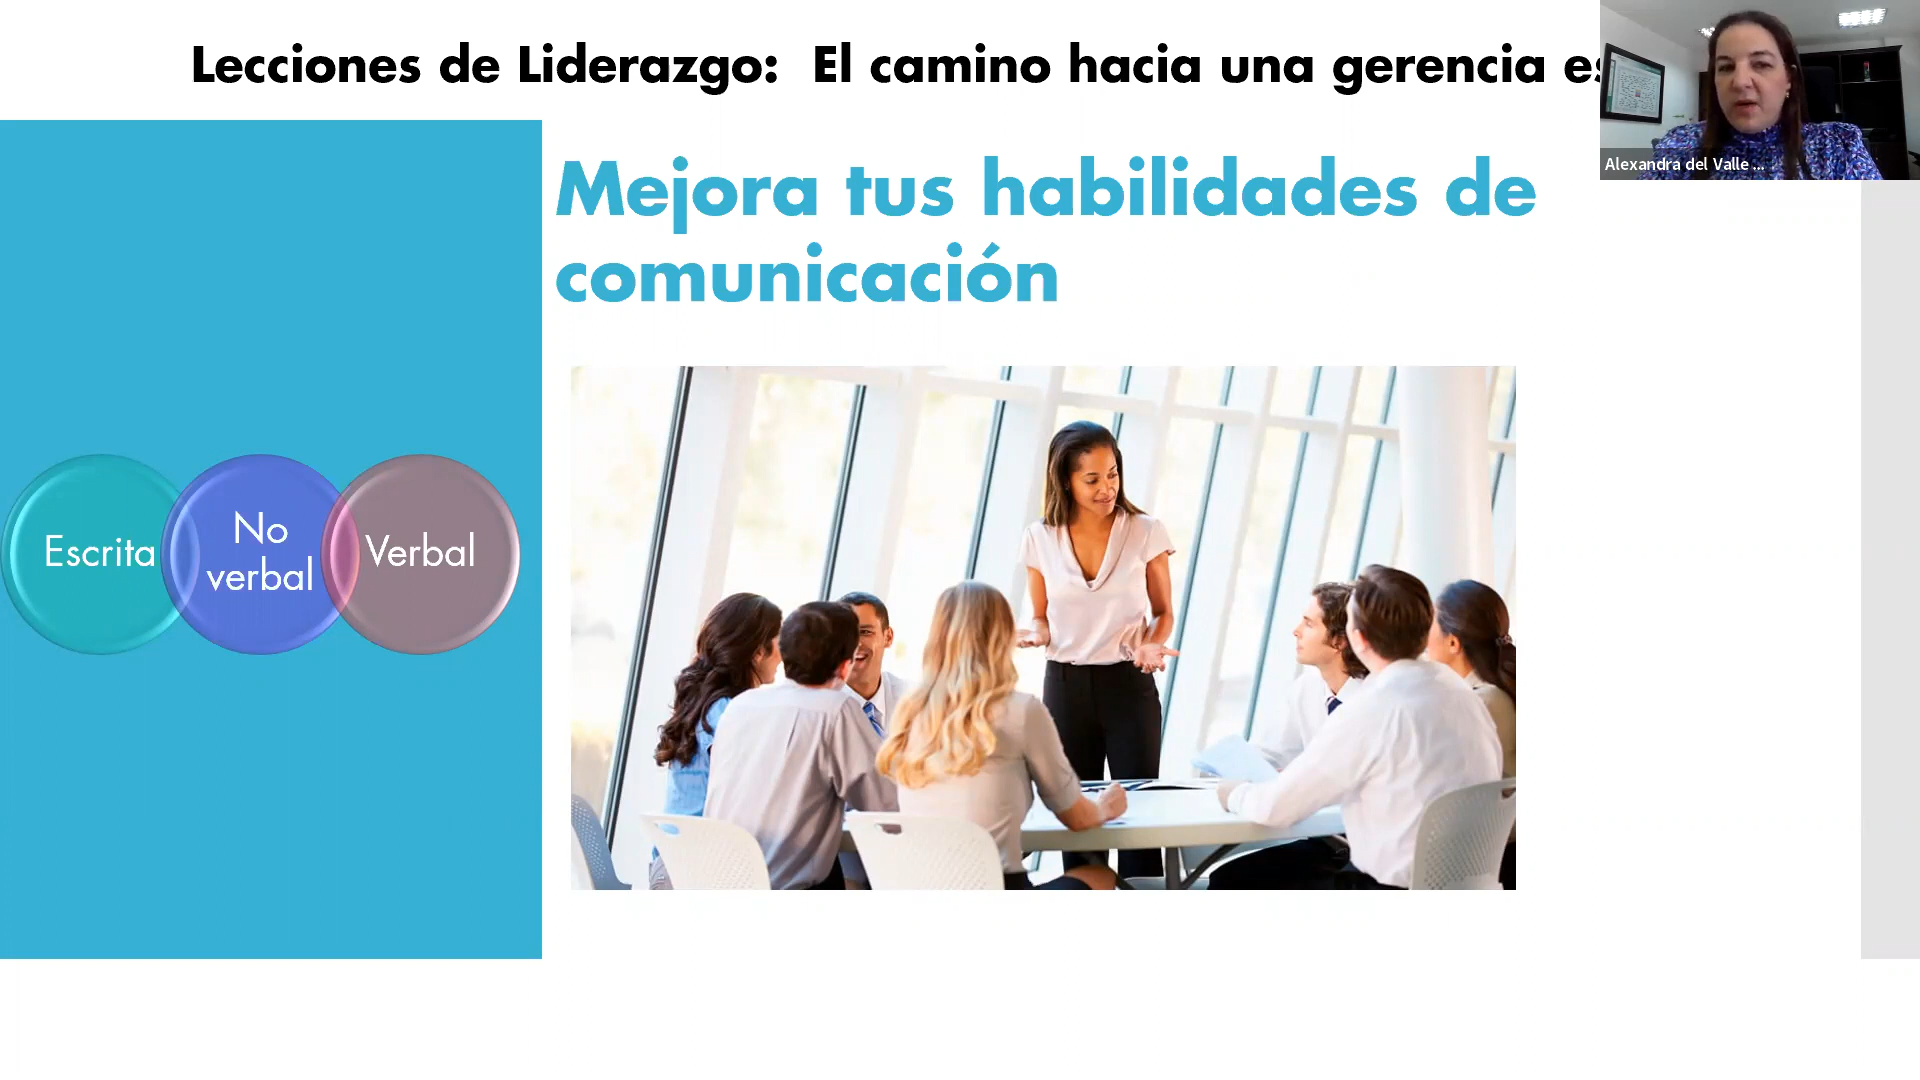 Lecciones de Liderazgo: El camino hacia una gerencia
Alexandra del Valle ...
Mejora tus habilidades de
comunicación
Escrita
No
verbal
Verbal